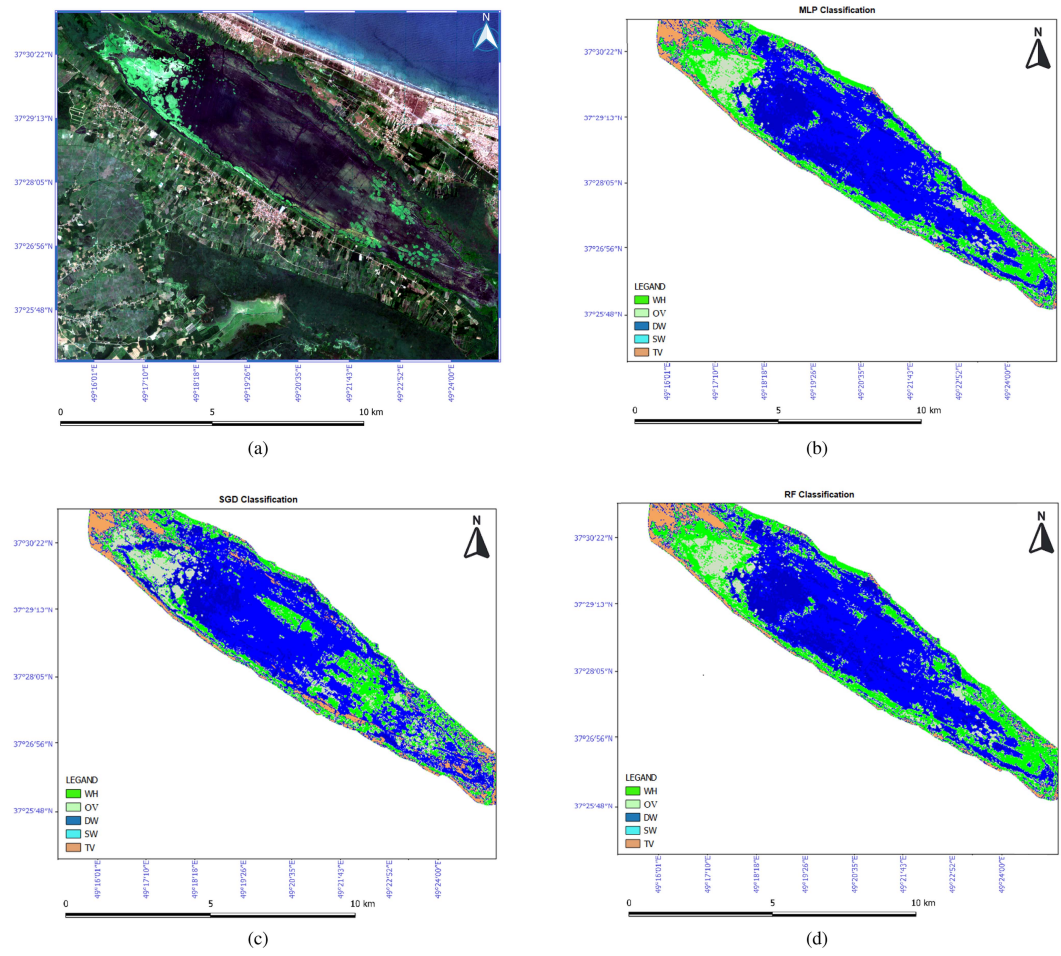 N
37°30'22"N
37°29'13"N
37°28'05"N
37°26'56"N
37°25'48"N
49°16'01"E
49°17'10"E
49°18'18"E
49°19'26"E
49°20'35"E
49°21'43"E
49°22'52"E
49°24'00"E
0 5 10 km
(a)
MLP Classification
N
37°30'22"N
37°29'13"N
37°28'05"N
37°26'56"N
37°25'48"N
LEGAND
WH
OV
DW
SW
TV
49°16'01"E
49°17'10"E
49°18'18"E
49°19'26"E
49°20'35"E
49°21'43"E
49°22'52"E
49°24'00"E
0 5 10 km
(b)
SGD Classification
N
37°30'22"N
37°29'13"N
37°28'05"N
37°26'56"N
37°25'48"N
LEGAND
WH
OV
DW
SW
TV
49°16'01"E
49°17'10"E
49°18'18"E
49°19'26"E
49°20'35"E
49°21'43"E
49°22'52"E
49°24'00"E
0 5 10 km
(c)
RF Classification
N
37°30'22"N
37°29'13"N
37°28'05"N
37°26'56"N
37°25'48"N
LEGAND
WH
OV
DW
SW
TV
49°16'01"E
49°17'10"E
49°18'18"E
49°19'26"E
49°20'35"E
49°21'43"E
49°22'52"E
49°24'00"E
0 5 10 km
(d)